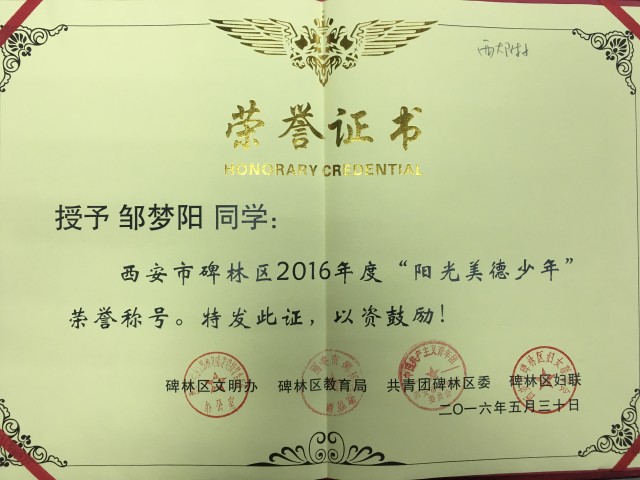 西大附小
荣誉证书
HONORARY CREDENTIAL
授予 邹梦阳 同学：
西安市碑林区2016年度“阳光美德少年”
荣誉称号。特发此证，以资鼓励！
碑林区文明办 碑林区教育局 共青团碑林区委 碑林区妇联
二〇一六年五月三十日